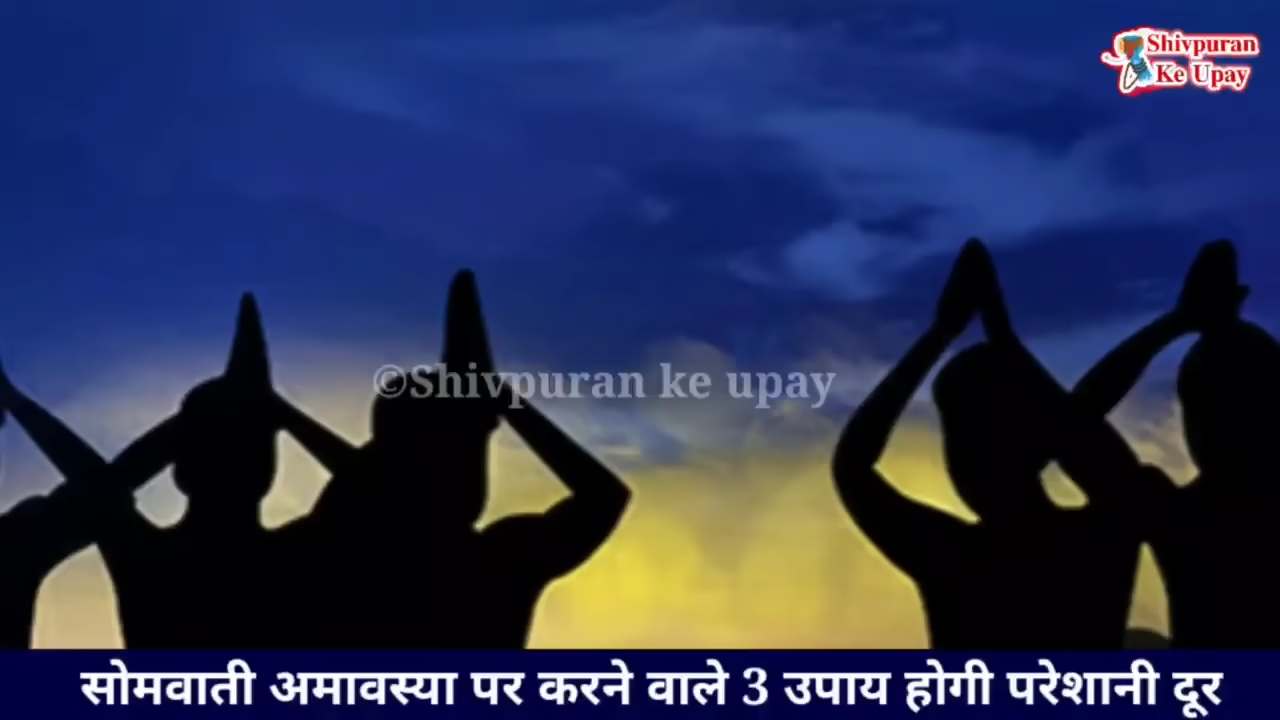 Shivpuran
Ke Upay
©Shivpuran ke upay
सोमवाती अमावस्या पर करने वाले 3 उपाय होगी परेशानी दूर